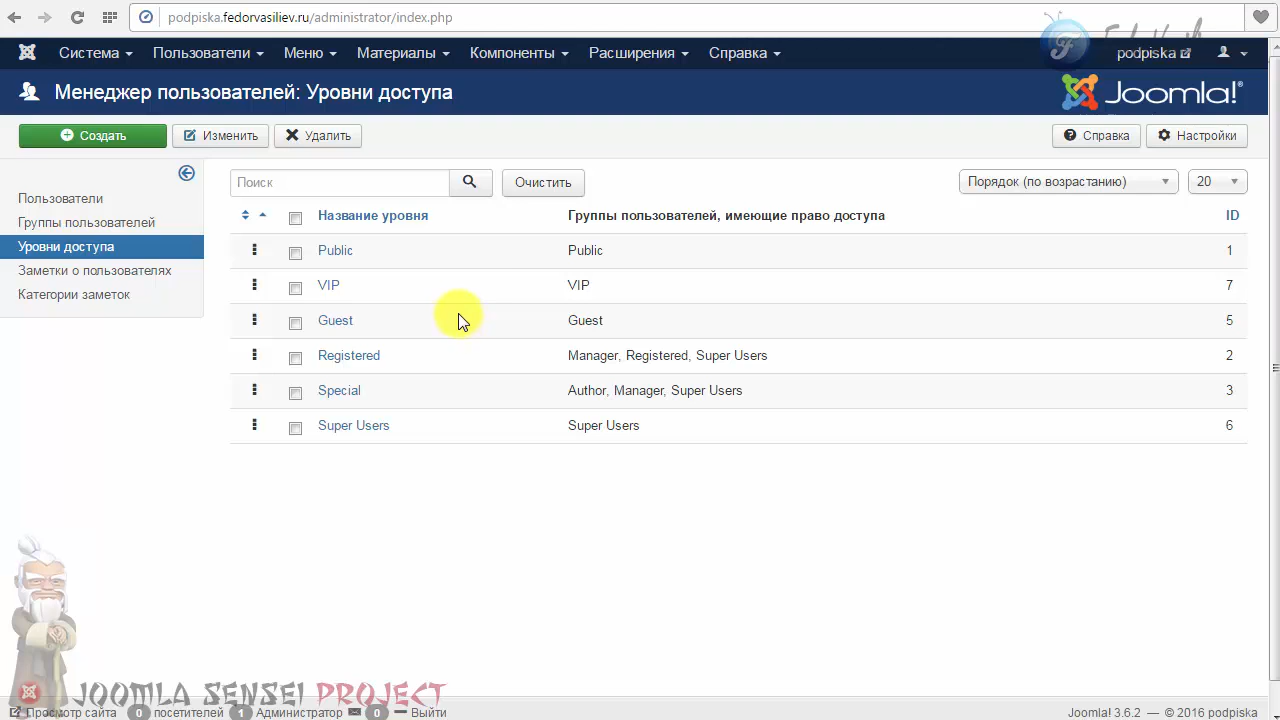 podpiska.fedorvasiliev.ru/administrator/index.php
Система Пользователи Меню Материалы Компоненты Расширения Справка podpiska
Менеджер пользователей: Уровни доступа Joomla!®
Создать Изменить Удалить Справка Настройки
Пользователи
Группы пользователей
Уровни доступа
Заметки о пользователях
Категории заметок
Поиск Очистить Порядок (по возрастанию) 20
Название уровня Группы пользователей, имеющие право доступа ID
Public Public 1
VIP VIP 7
Guest Guest 5
Registered Manager, Registered, Super Users 2
Special Author, Manager, Super Users 3
Super Users Super Users 6
JOOMLA SENSEI PROJECT
Просмотр сайта 0 посетителей 1 Администратор 0 Выйти Joomla! 3.6.2 — © 2016 podpiska